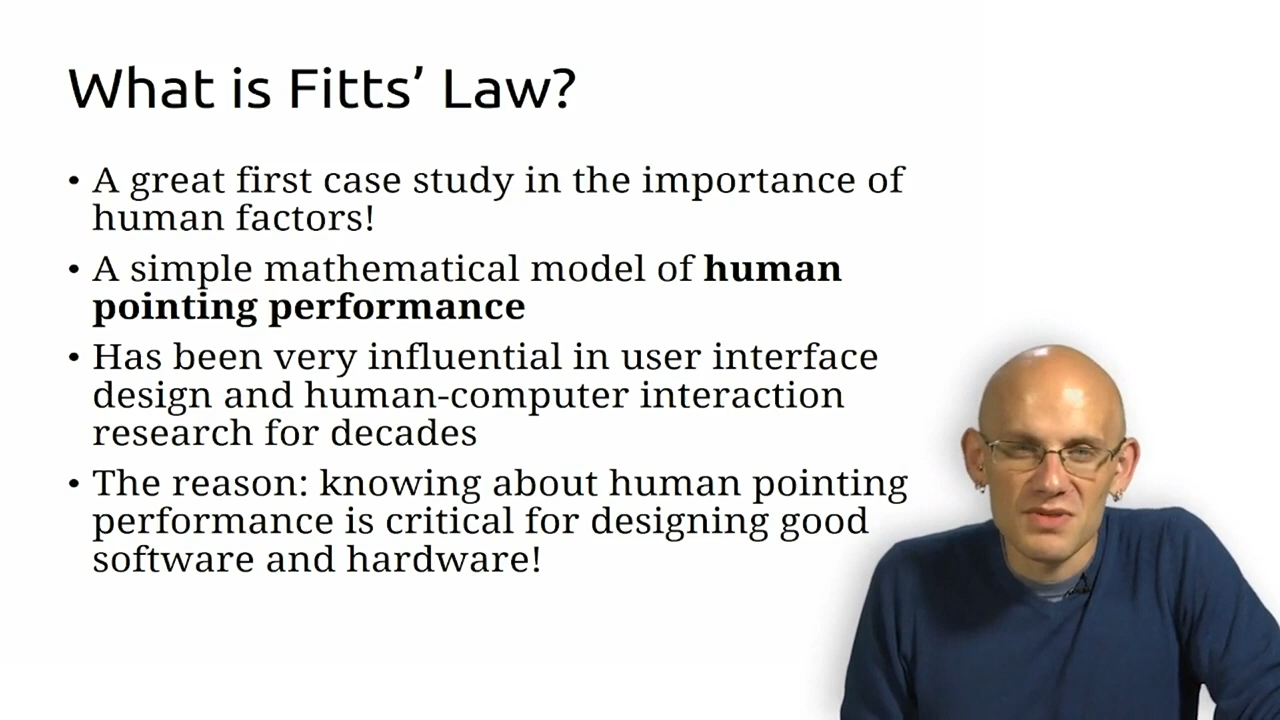 What is Fitts’ Law?
• A great first case study in the importance of
human factors!
• A simple mathematical model of human
pointing performance
• Has been very influential in user interface
design and human-computer interaction
research for decades
• The reason: knowing about human pointing
performance is critical for designing good
software and hardware!